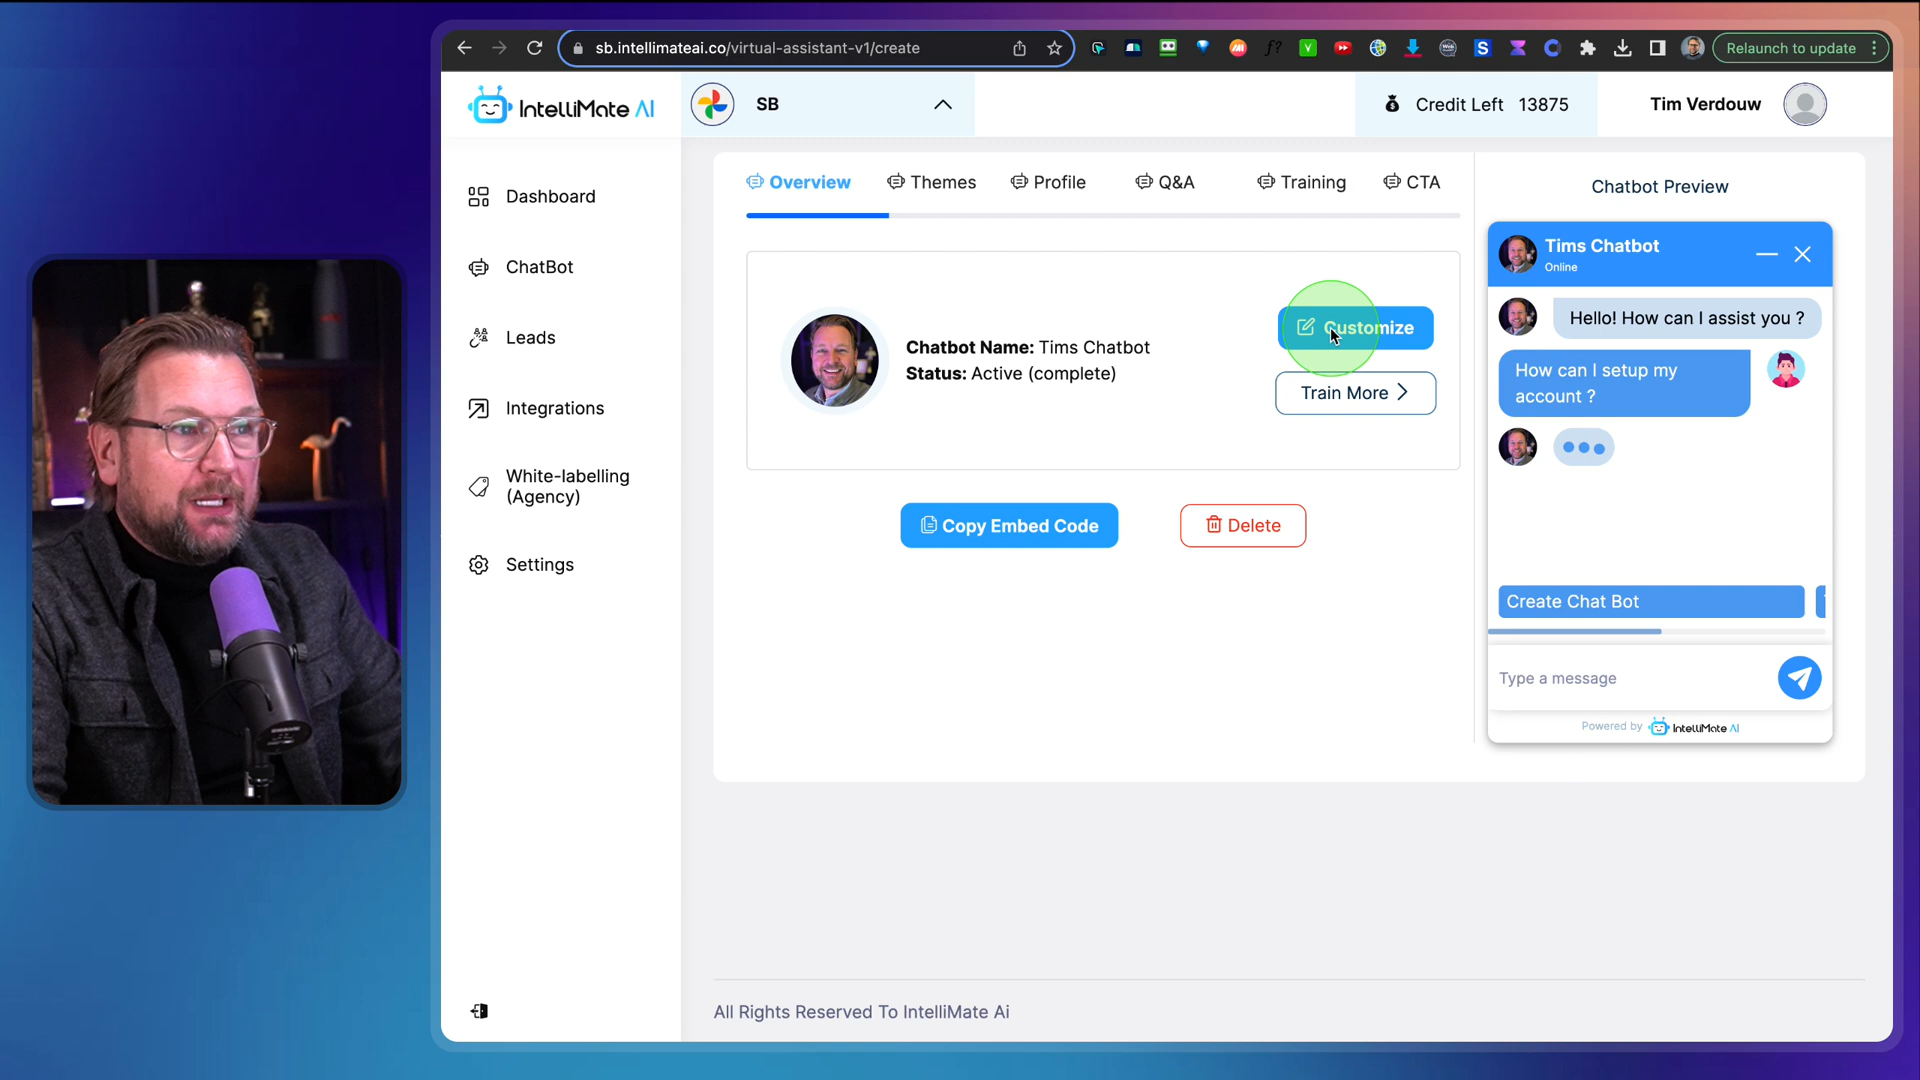 sb.intellimateai.co/virtual-assistant-v1/create
Relaunch to update
IntelliMate AI
SB
Credit Left 13875
Tim Verdouw
Dashboard
ChatBot
Leads
Integrations
White-labelling
(Agency)
Settings
Overview
Themes
Profile
Q&A
Training
CTA
Chatbot Name: Tims Chatbot
Status: Active (complete)
Customize
Train More
Copy Embed Code
Delete
Chatbot Preview
Tims Chatbot
Online
Hello! How can I assist you ?
How can I setup my
account ?
Create Chat Bot
Type a message
Powered by IntelliMate AI
All Rights Reserved To IntelliMate Ai